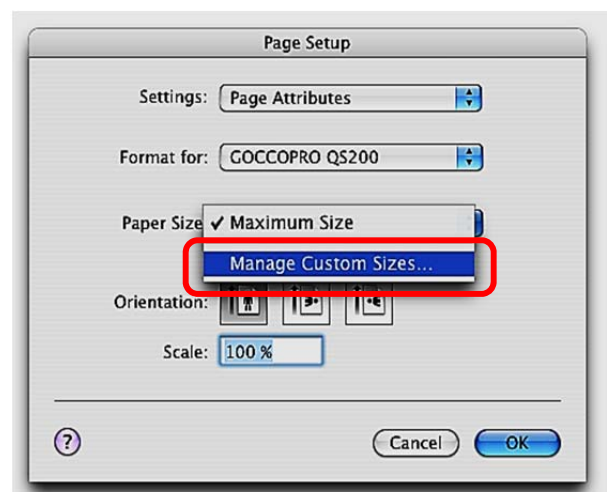 Page Setup
Settings: Page Attributes
Format for: GOCCOPRO QS200
Paper Size ✓ Maximum Size
Manage Custom Sizes...
Orientation:
Scale: 100 %
? Cancel OK